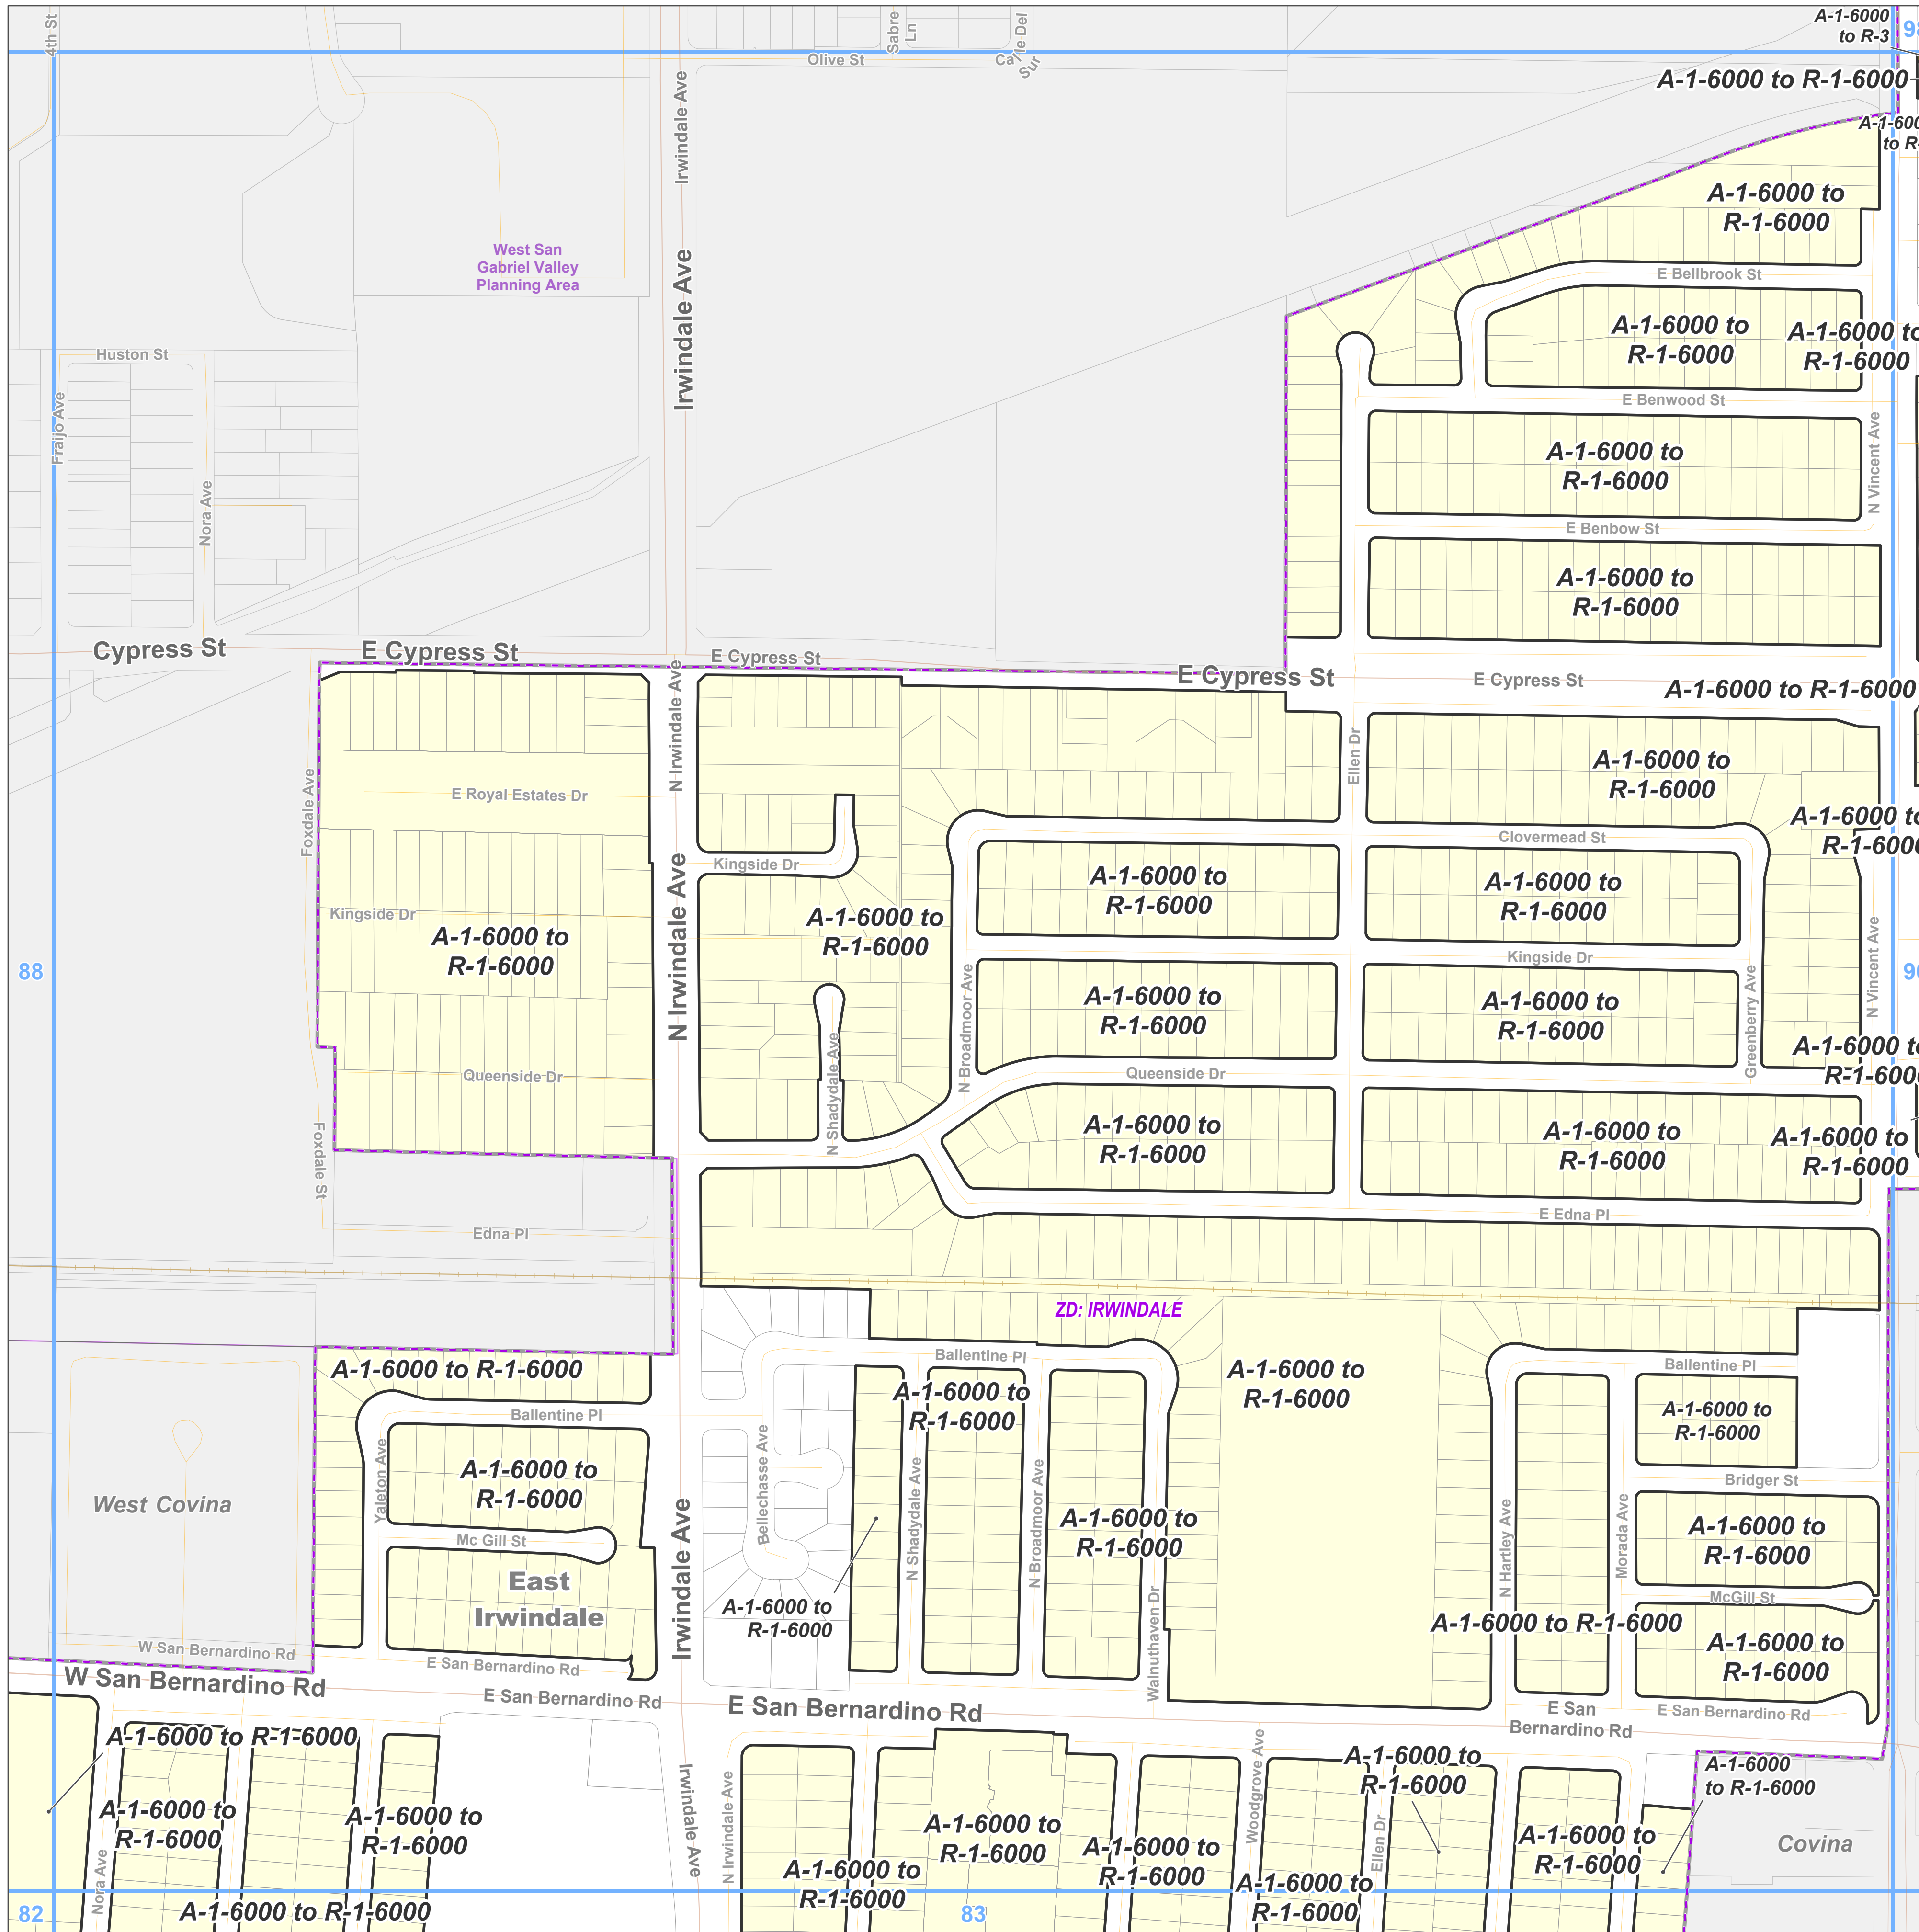 4th St
Sabre
Ln
Olive St
Sur
A-1-6000
to R-3
A-1-6000 to R-1-6000
Irwindale Ave
West San
Gabriel Valley
Planning Area
A-1-6000 to
R-1-6000
E Bellbrook St
Irwindale Ave
A-1-6000 to
R-1-6000
A-1-6000 to
R-1-6000
Huston St
Fraijo Ave
Nora Ave
E Benwood St
N Vincent Ave
A-1-6000 to
R-1-6000
E Benbow St
A-1-6000 to
R-1-6000
Cypress St
E Cypress St
E Cypress St
E Cypress St
E Cypress St
A-1-6000 to R-1-6000
N Irwindale Ave
Ellen Dr
Foxdale Ave
E Royal Estates Dr
A-1-6000 to
R-1-6000
A-1-6000 to
R-1-6000
Clovermead St
Kingside Dr
Kingside Dr
N Irwindale Ave
A-1-6000 to
R-1-6000
A-1-6000 to
R-1-6000
A-1-6000 to
R-1-6000
A-1-6000 to
R-1-6000
Kingside Dr
88
N Broadmoor Ave
A-1-6000 to
R-1-6000
A-1-6000 to
R-1-6000
Greenberry Ave
N Vincent Ave
A-1-6000 to
R-1-6000
Queenside Dr
Queenside Dr
N Shadydale Ave
Foxdale St
A-1-6000 to
R-1-6000
A-1-6000 to
R-1-6000
A-1-6000 to
R-1-6000
E Edna Pl
Edna Pl
ZD: IRWINDALE
A-1-6000 to R-1-6000
Ballentine Pl
Ballentine Pl
Ballentine Pl
A-1-6000 to
R-1-6000
A-1-6000 to
R-1-6000
A-1-6000 to
R-1-6000
Yaleton Ave
A-1-6000 to
R-1-6000
Bellechasse Ave
N Shadydale Ave
N Broadmoor Ave
Bridger St
West Covina
Mc Gill St
Irwindale Ave
A-1-6000 to
R-1-6000
N Hartley Ave
Morada Ave
A-1-6000 to
R-1-6000
East
Irwindale
A-1-6000 to
R-1-6000
Walnuthaven Dr
McGill St
A-1-6000 to R-1-6000
A-1-6000 to
R-1-6000
W San Bernardino Rd
E San Bernardino Rd
W San Bernardino Rd
E San Bernardino Rd
E San Bernardino Rd
E San
Bernardino Rd
E San Bernardino Rd
A-1-6000 to R-1-6000
Irwindale Ave
N Irwindale Ave
Woodgrove Ave
A-1-6000 to
R-1-6000
A-1-6000
to R-1-6000
A-1-6000 to
R-1-6000
A-1-6000 to
R-1-6000
A-1-6000 to
R-1-6000
A-1-6000 to
R-1-6000
Ellen Dr
A-1-6000 to
R-1-6000
Covina
Nora Ave
A-1-6000 to
R-1-6000
A-1-6000 to
R-1-6000
82
A-1-6000 to R-1-6000
83